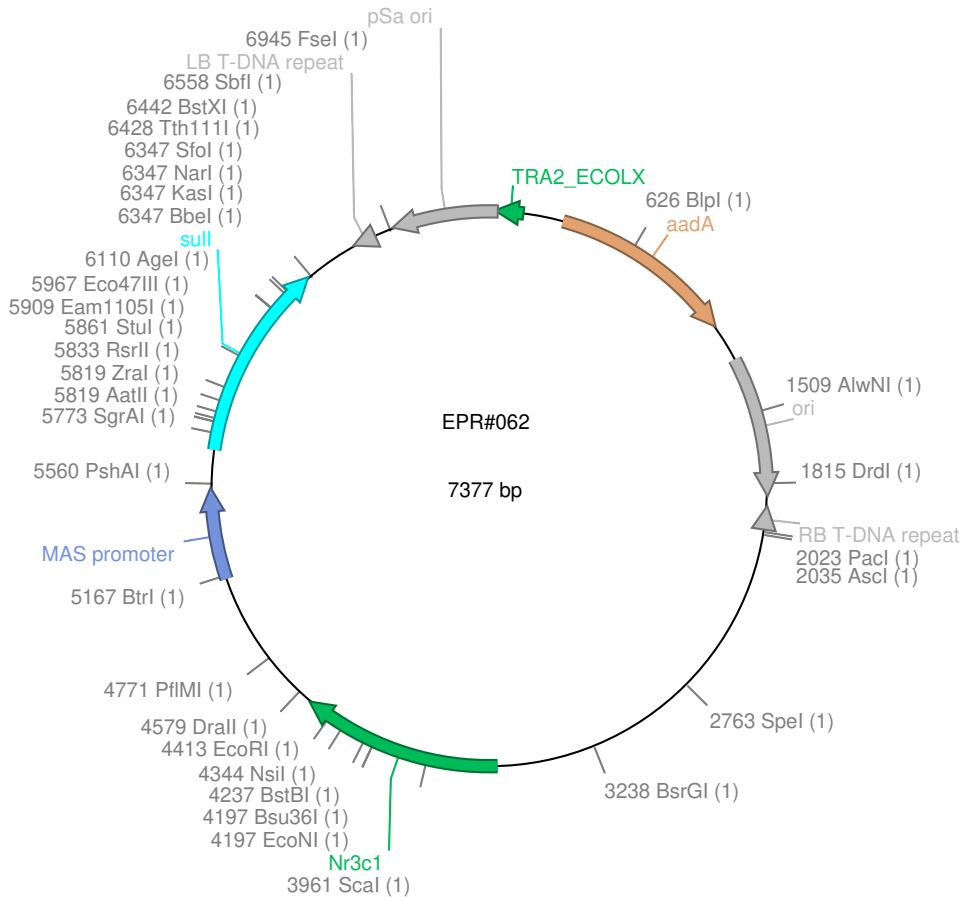 pSa ori
6945 FseI (1)
LB T-DNA repeat
6558 SbfI (1)
6442 BstXI (1)
6428 Tth111I (1)
6347 SfoI (1)
6347 NarI (1)
6347 KasI (1)
6347 BbeI (1)
sulI
6110 AgeI (1)
5967 Eco47III (1)
5909 Eam1105I (1)
5861 StuI (1)
5833 RsrII (1)
5819 ZraI (1)
5819 AatII (1)
5773 SgrAI (1)
5560 PshAI (1)
MAS promoter
5167 BtrI (1)
4771 PflMI (1)
4579 DraII (1)
4413 EcoRI (1)
4344 NsiI (1)
4237 BstBI (1)
4197 Bsu36I (1)
4197 EcoNI (1)
Nr3c1
3961 ScaI (1)
TRA2_ECOLX
626 BlpI (1)
aadA
1509 AlwNI (1)
ori
1815 DrdI (1)
RB T-DNA repeat
2023 PacI (1)
2035 AscI (1)
2763 SpeI (1)
3238 BsrGI (1)
EPR#062
7377 bp